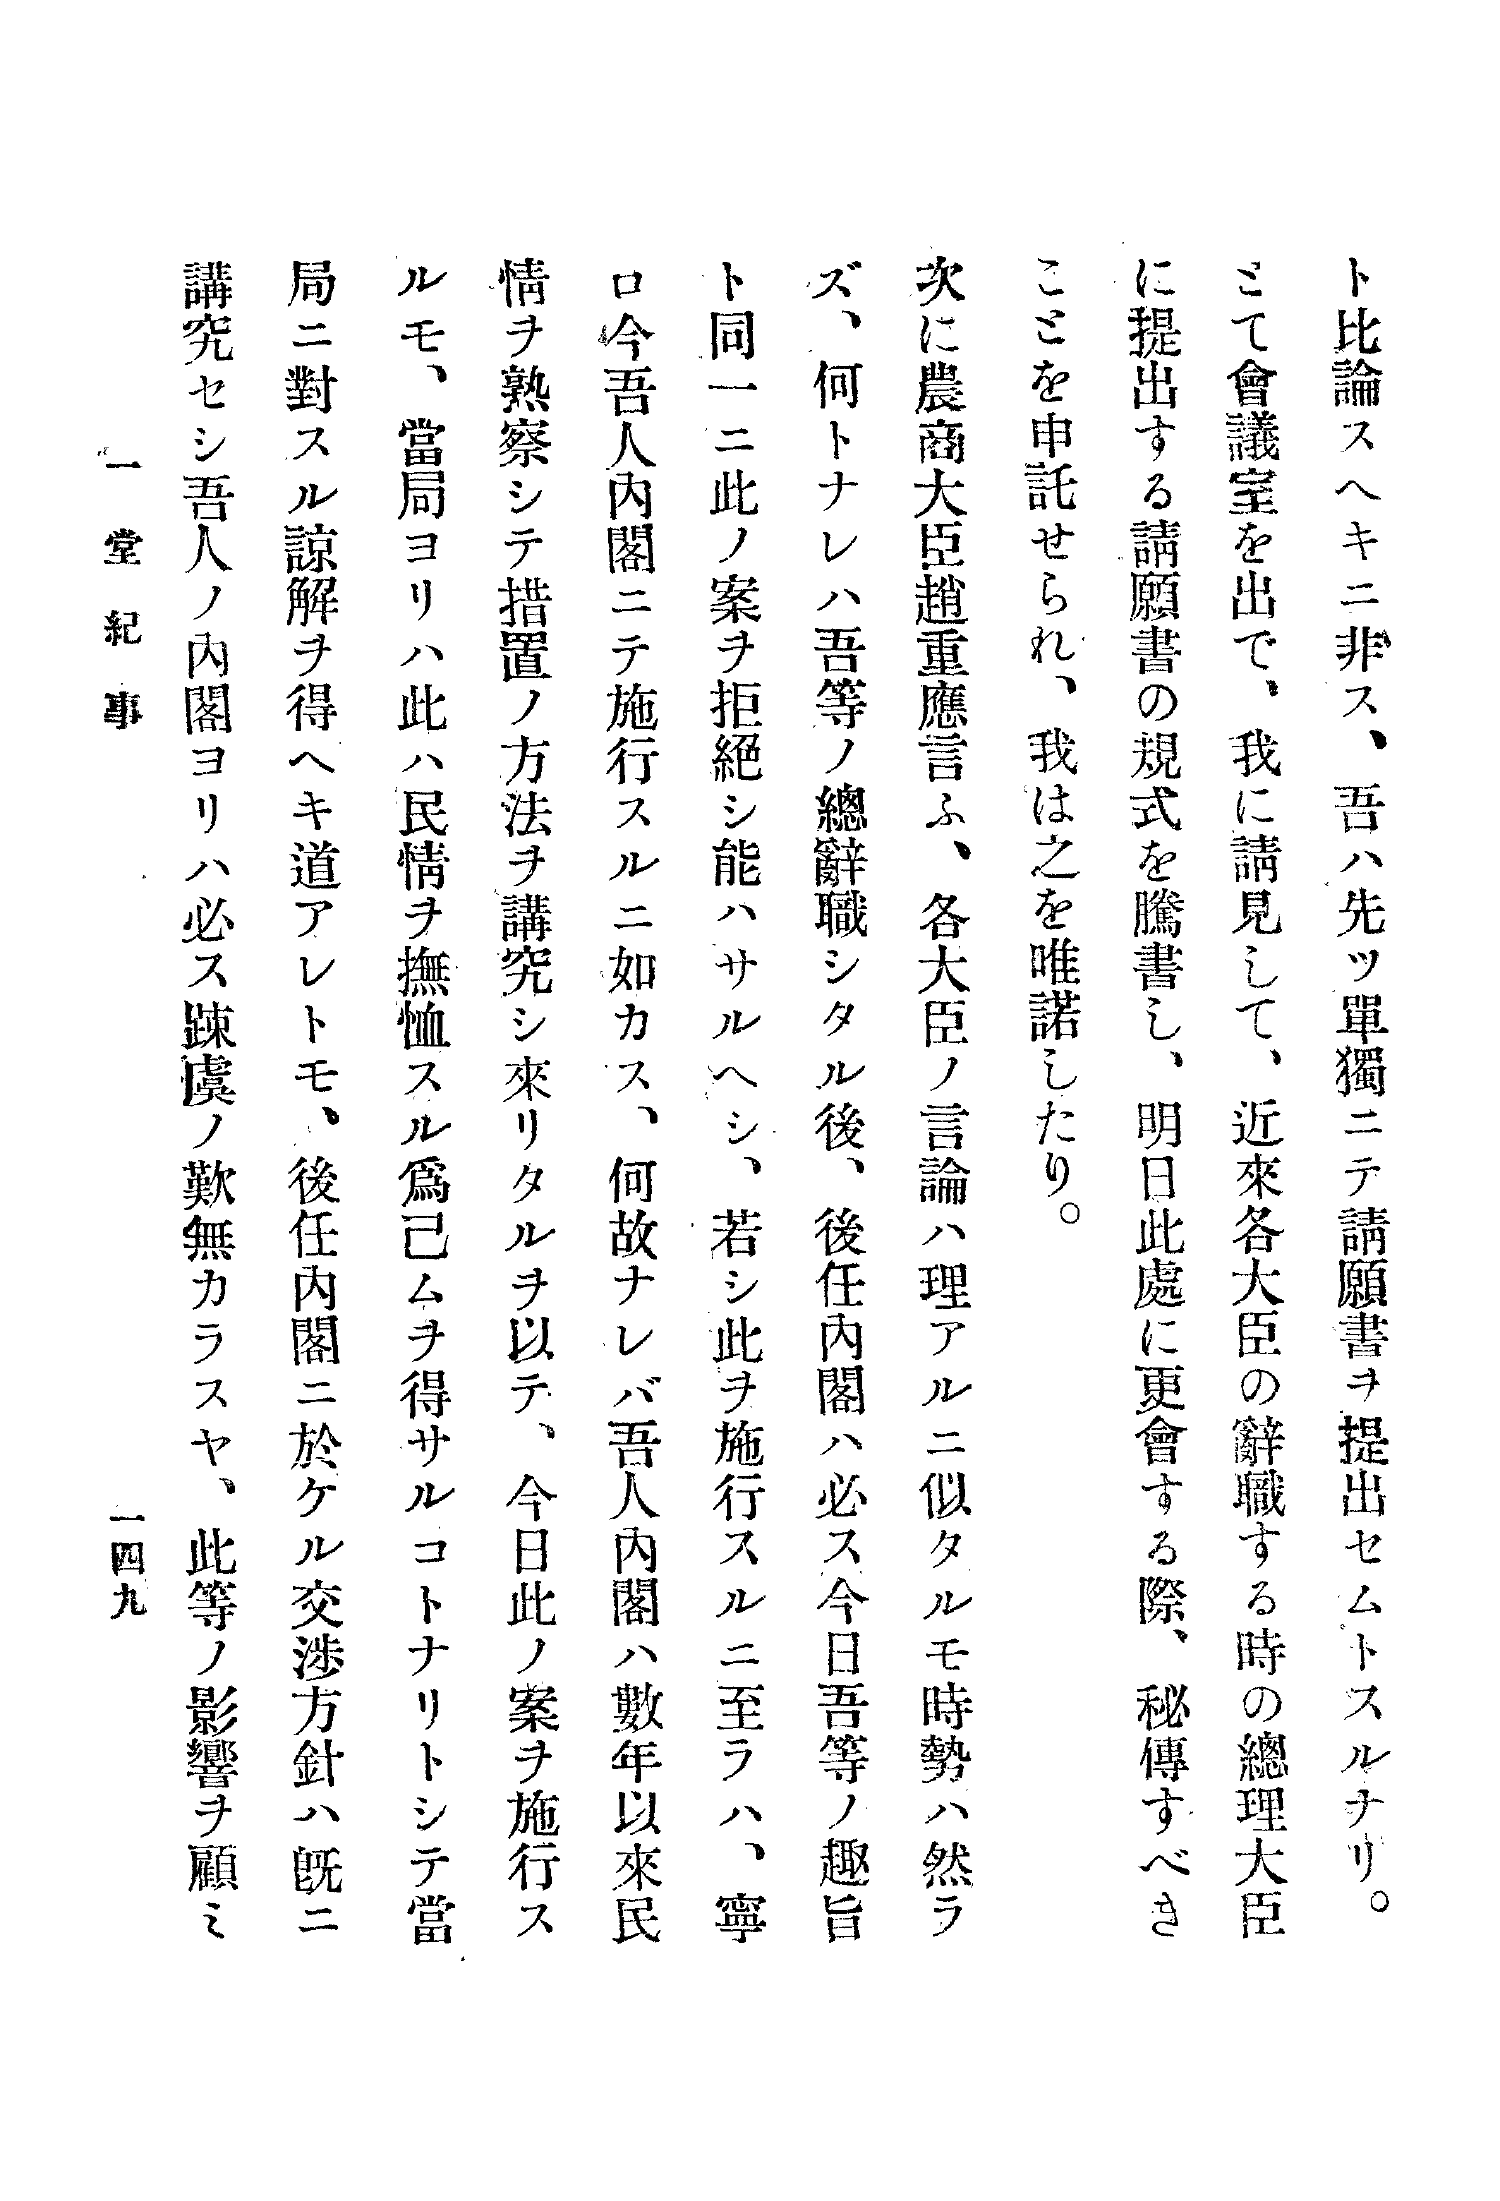 ト比論スヘキニ非ス、吾ハ先ツ單獨ニテ請願書ヲ提出セムトスルナリ。
とて會議室を出で、我に請見して、近來各大臣の辭職する時の總理大臣
に提出する請願書の規式を騰書し、明日此處に更會する際、秘傳すべき
ことを申託せられ、我は之を唯諾したり。
次に農商大臣趙重應言ふ、各大臣ノ言論ハ理アルニ似タルモ時勢ハ然ラ
ズ、何トナレハ吾等ノ總辭職シタル後、後任內閣ハ必ス今日吾等ノ趣旨
ト同一ニ此ノ案ヲ拒絕シ能ハサルヘシ、若シ此ヲ施行スルニ至ラハ、寧
ロ今吾人內閣ニテ施行スルニ如カス、何故ナレバ吾人內閣ハ數年以來民
情ヲ熟察シテ措置ノ方法ヲ講究シ來リタルヲ以テ、今日此ノ案ヲ施行ス
ルモ、當局ヨリハ此ハ民情ヲ撫恤スル爲己ムヲ得サルコトナリトシテ當
局ニ對スル諒解ヲ得ヘキ道アレトモ、後任內閣ニ於ケル交涉方針ハ旣ニ
講究セシ吾人ノ內閣ヨリハ必ス踈虞ノ歎無カラスヤ、此等ノ影響ヲ顧ミ
一堂紀事
一四九